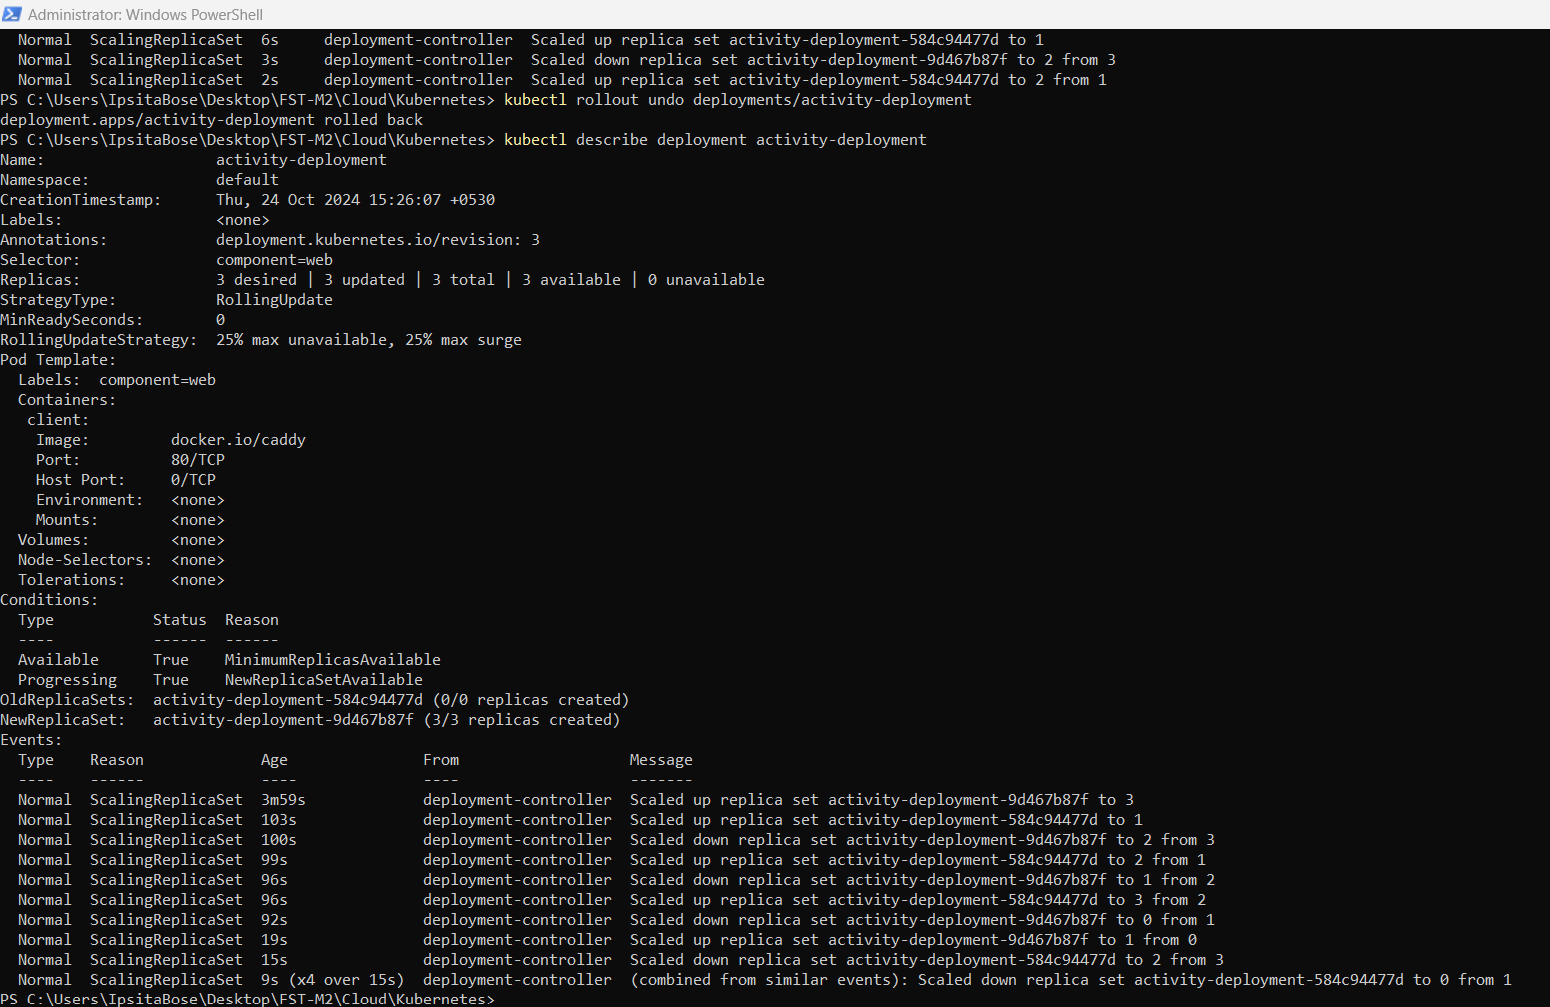 Administrator: Windows PowerShell
  Normal  ScalingReplicaSet  6s     deployment-controller  Scaled up replica set activity-deployment-584c94477d to 1
  Normal  ScalingReplicaSet  3s     deployment-controller  Scaled down replica set activity-deployment-9d467b87f to 2 from 3
  Normal  ScalingReplicaSet  2s     deployment-controller  Scaled up replica set activity-deployment-584c94477d to 2 from 1
PS C:\Users\IpsitaBose\Desktop\FST-M2\Cloud\Kubernetes> kubectl rollout undo deployments/activity-deployment
deployment.apps/activity-deployment rolled back
PS C:\Users\IpsitaBose\Desktop\FST-M2\Cloud\Kubernetes> kubectl describe deployment activity-deployment
Name:                   activity-deployment
Namespace:              default
CreationTimestamp:      Thu, 24 Oct 2024 15:26:07 +0530
Labels:                 <none>
Annotations:            deployment.kubernetes.io/revision: 3
Selector:               component=web
Replicas:               3 desired | 3 updated | 3 total | 3 available | 0 unavailable
StrategyType:           RollingUpdate
MinReadySeconds:        0
RollingUpdateStrategy:  25% max unavailable, 25% max surge
Pod Template:
  Labels:  component=web
  Containers:
   client:
    Image:         docker.io/caddy
    Port:          80/TCP
    Host Port:     0/TCP
    Environment:   <none>
    Mounts:        <none>
  Volumes:         <none>
  Node-Selectors:  <none>
  Tolerations:     <none>
Conditions:
  Type           Status  Reason
  ----           ------  ------
  Available      True    MinimumReplicasAvailable
  Progressing    True    NewReplicaSetAvailable
OldReplicaSets:  activity-deployment-584c94477d (0/0 replicas created)
NewReplicaSet:   activity-deployment-9d467b87f (3/3 replicas created)
Events:
  Type    Reason             Age               From                   Message
  ----    ------             ----              ----                   -------
  Normal  ScalingReplicaSet  3m59s             deployment-controller  Scaled up replica set activity-deployment-9d467b87f to 3
  Normal  ScalingReplicaSet  103s              deployment-controller  Scaled up replica set activity-deployment-584c94477d to 1
  Normal  ScalingReplicaSet  100s              deployment-controller  Scaled down replica set activity-deployment-9d467b87f to 2 from 3
  Normal  ScalingReplicaSet  99s               deployment-controller  Scaled up replica set activity-deployment-584c94477d to 2 from 1
  Normal  ScalingReplicaSet  96s               deployment-controller  Scaled down replica set activity-deployment-9d467b87f to 1 from 2
  Normal  ScalingReplicaSet  96s               deployment-controller  Scaled up replica set activity-deployment-584c94477d to 3 from 2
  Normal  ScalingReplicaSet  92s               deployment-controller  Scaled down replica set activity-deployment-9d467b87f to 0 from 1
  Normal  ScalingReplicaSet  19s               deployment-controller  Scaled up replica set activity-deployment-9d467b87f to 1 from 0
  Normal  ScalingReplicaSet  15s               deployment-controller  Scaled down replica set activity-deployment-584c94477d to 2 from 3
  Normal  ScalingReplicaSet  9s (x4 over 15s)  deployment-controller  (combined from similar events): Scaled down replica set activity-deployment-584c94477d to 0 from 1
PS C:\Users\IpsitaBose\Desktop\FST-M2\Cloud\Kubernetes>